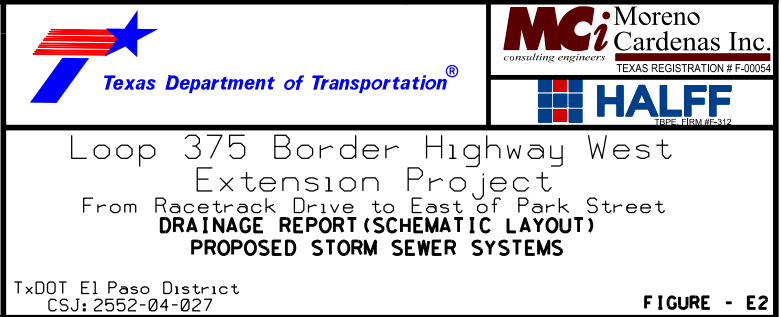 Texas Department of Transportation®
MCi Moreno
Cardenas Inc.
consulting engineers
TEXAS REGISTRATION # F-00054
HALFF
TBPE, FIRM #F-312
Loop 375 Border Highway West
Extension Project
From Racetrack Drive to East of Park Street
DRAINAGE REPORT(SCHEMATIC LAYOUT)
PROPOSED STORM SEWER SYSTEMS
TxDOT El Paso District
CSJ: 2552-04-027
FIGURE - E2